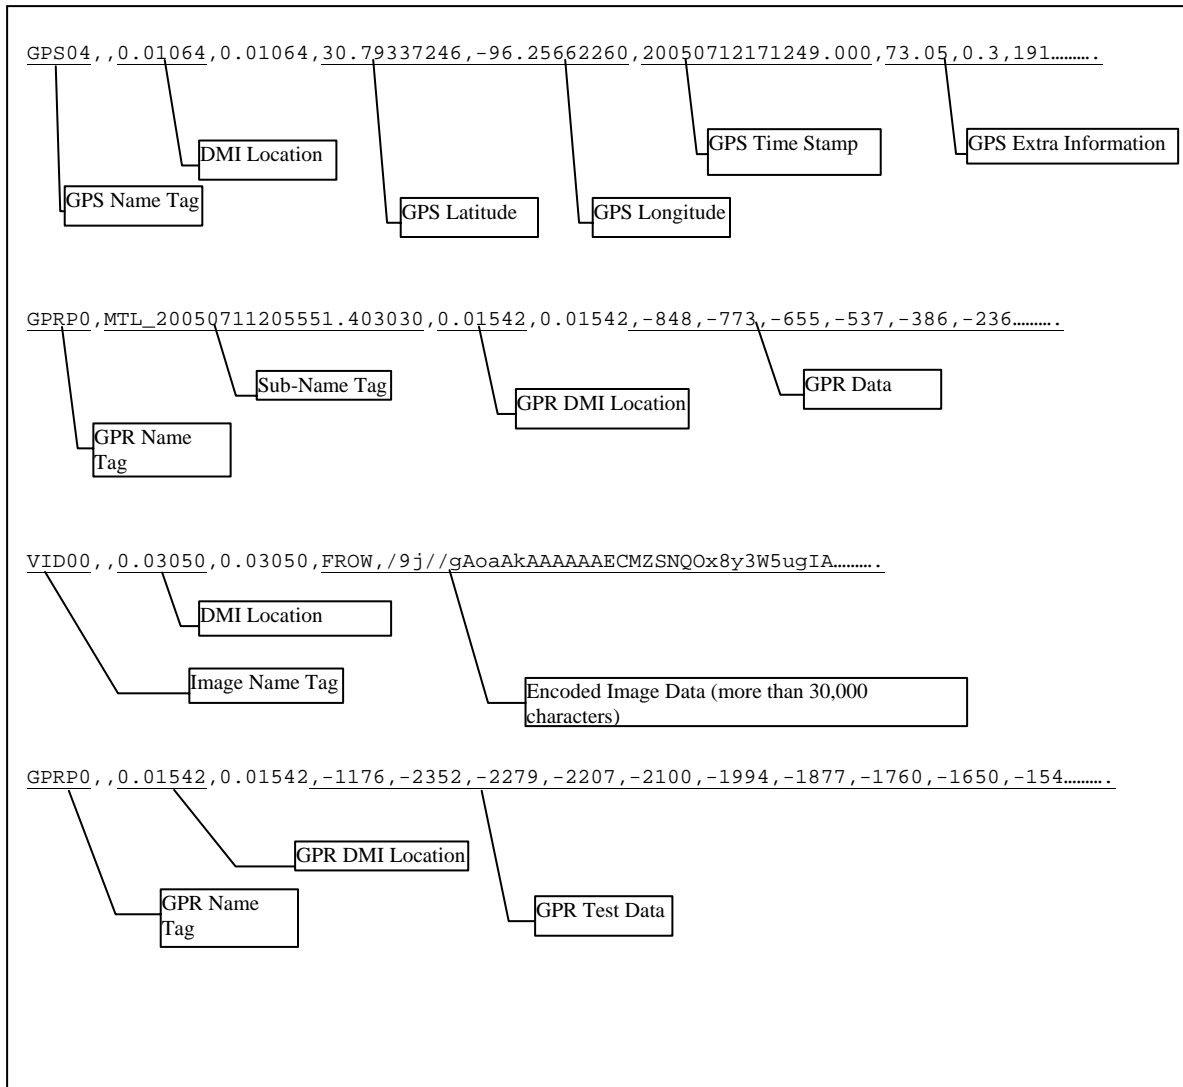 GPS04,,0.01064,0.01064,30.79337246,-96.25662260,20050712171249.000,73.05,0.3,191……….
DMI Location
GPS Time Stamp
GPS Extra Information
GPS Name Tag
GPS Latitude
GPS Longitude
GPRP0,MTL_20050711205551.403030,0.01542,0.01542,-848,-773,-655,-537,-386,-236……….
Sub-Name Tag
GPR DMI Location
GPR Data
GPR Name
Tag
VID00,,0.03050,0.03050,FROW,/9j//gAoaAkAAAAAAECMZSNQOx8y3W5ugIA……….
DMI Location
Image Name Tag
Encoded Image Data (more than 30,000
characters)
GPRP0,,0.01542,0.01542,-1176,-2352,-2279,-2207,-2100,-1994,-1877,-1760,-1650,-154……….
GPR DMI Location
GPR Name
Tag
GPR Test Data